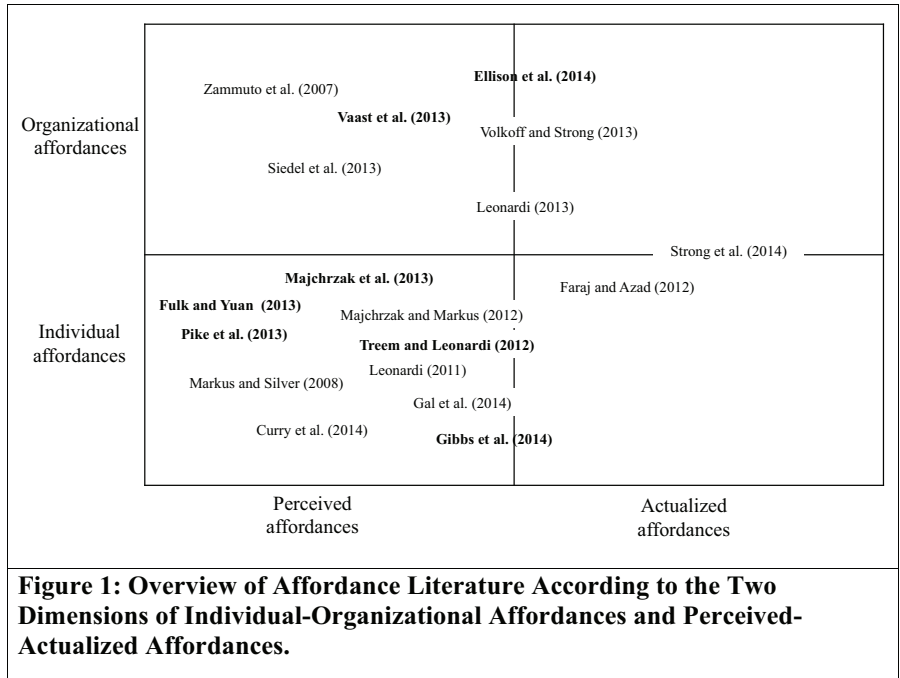 Ellison et al. (2014)
Zammuto et al. (2007)
Vaast et al. (2013)
Organizational
affordances
Volkoff and Strong (2013)
Siedel et al. (2013)
Leonardi (2013)
Strong et al. (2014)
Majchrzak et al. (2013)
Faraj and Azad (2012)
Fulk and Yuan (2013)
Majchrzak and Markus (2012)
Individual
affordances
Pike et al. (2013)
Treem and Leonardi (2012)
Leonardi (2011)
Markus and Silver (2008)
Gal et al. (2014)
Curry et al. (2014)
Gibbs et al. (2014)
Perceived
affordances
Actualized
affordances
Figure 1: Overview of Affordance Literature According to the Two
Dimensions of Individual-Organizational Affordances and Perceived-
Actualized Affordances.